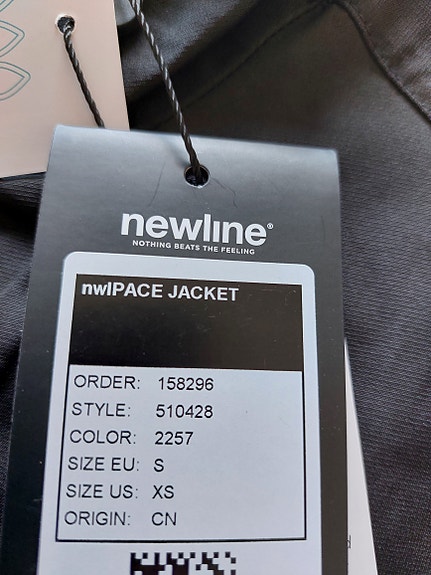 newline®
NOTHING BEATS THE FEELING
nwlPACE JACKET
ORDER: 158296
STYLE: 510428
COLOR: 2257
SIZE EU: S
SIZE US: XS
ORIGIN: CN